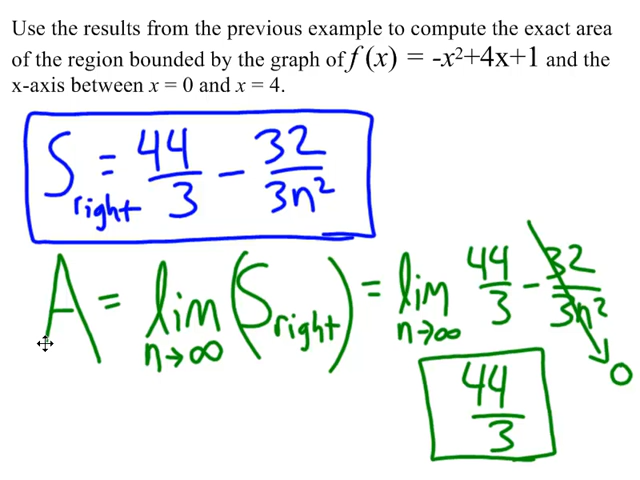 Use the results from the previous example to compute the exact area
of the region bounded by the graph of f (x) = -x²+4x+1 and the
x-axis between x = 0 and x = 4.
S_right = 44/3 - 32/3n²
A = lim_{n→∞} (S_right) = lim_{n→∞} 44/3 - 32/3n² → 0
44/3